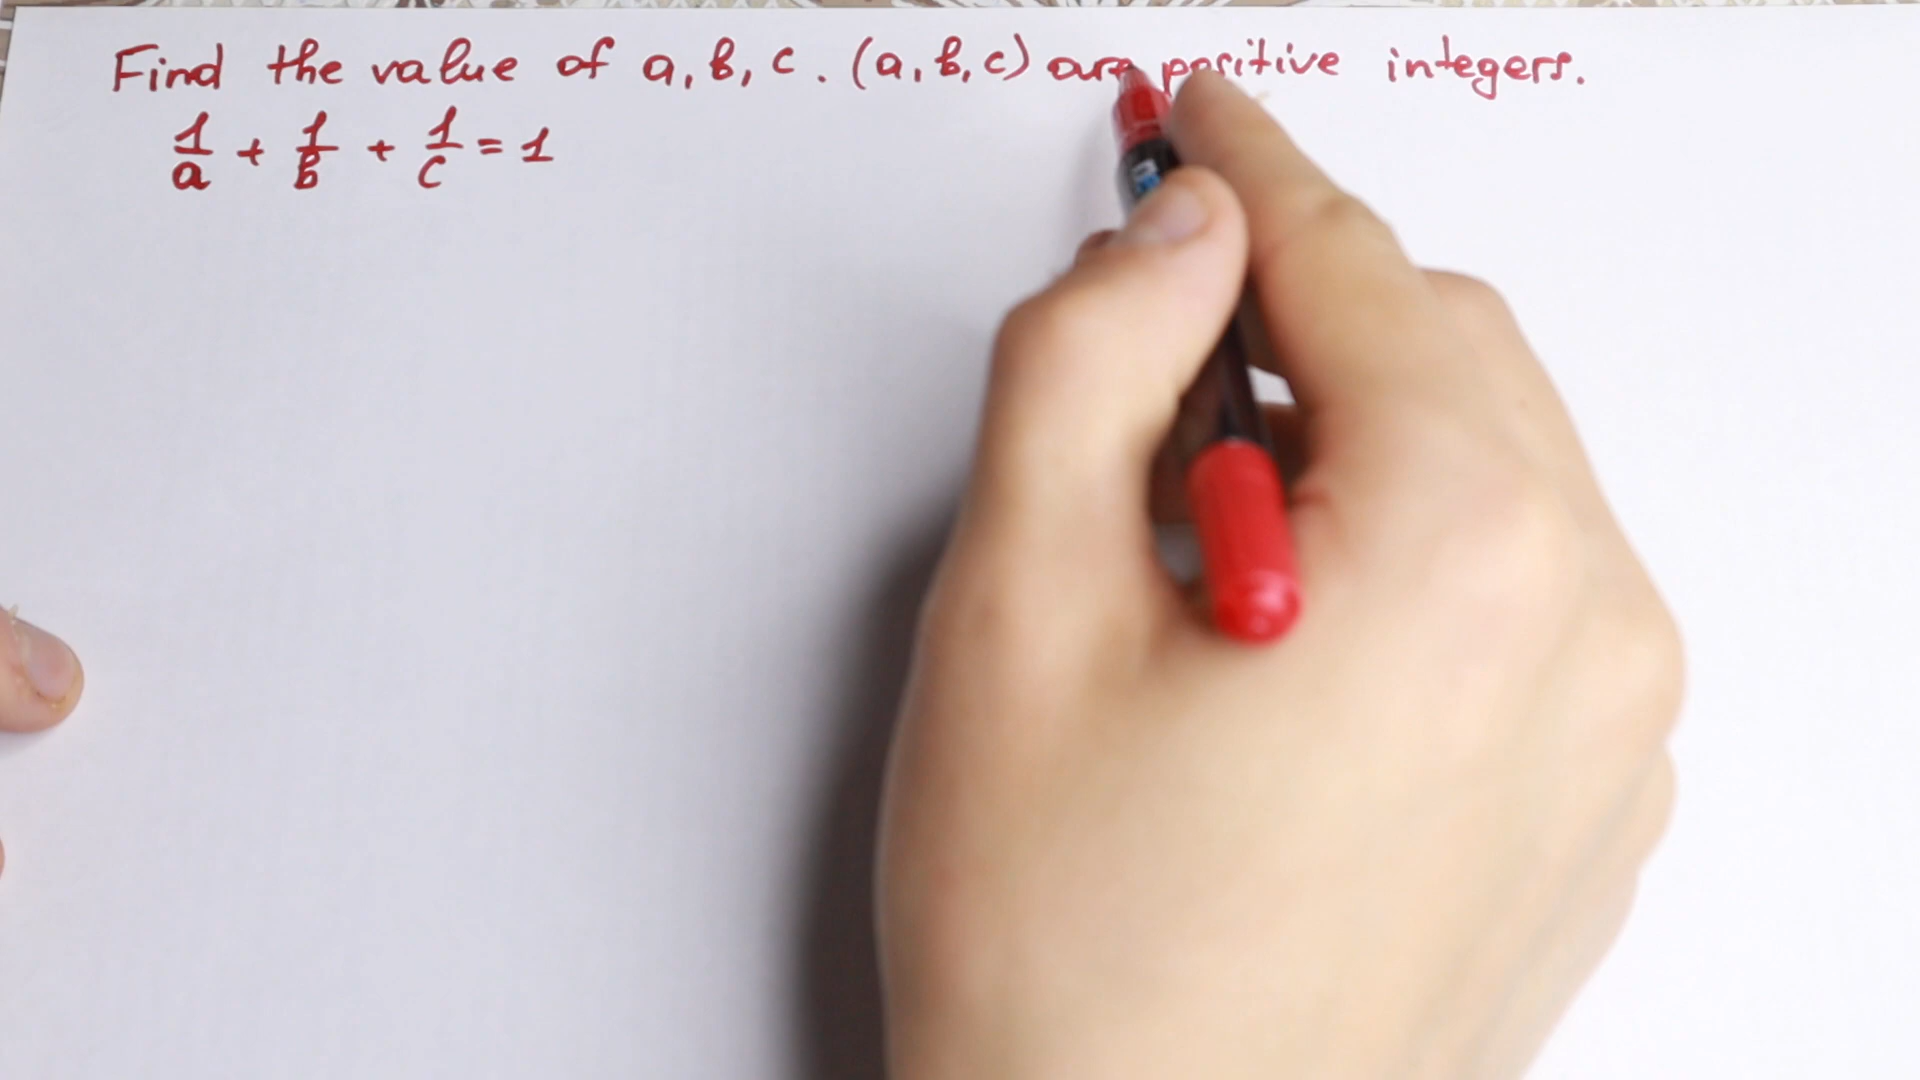 Find the value of a, b, c. (a, b, c) are positive integers.
1/a + 1/b + 1/c = 1